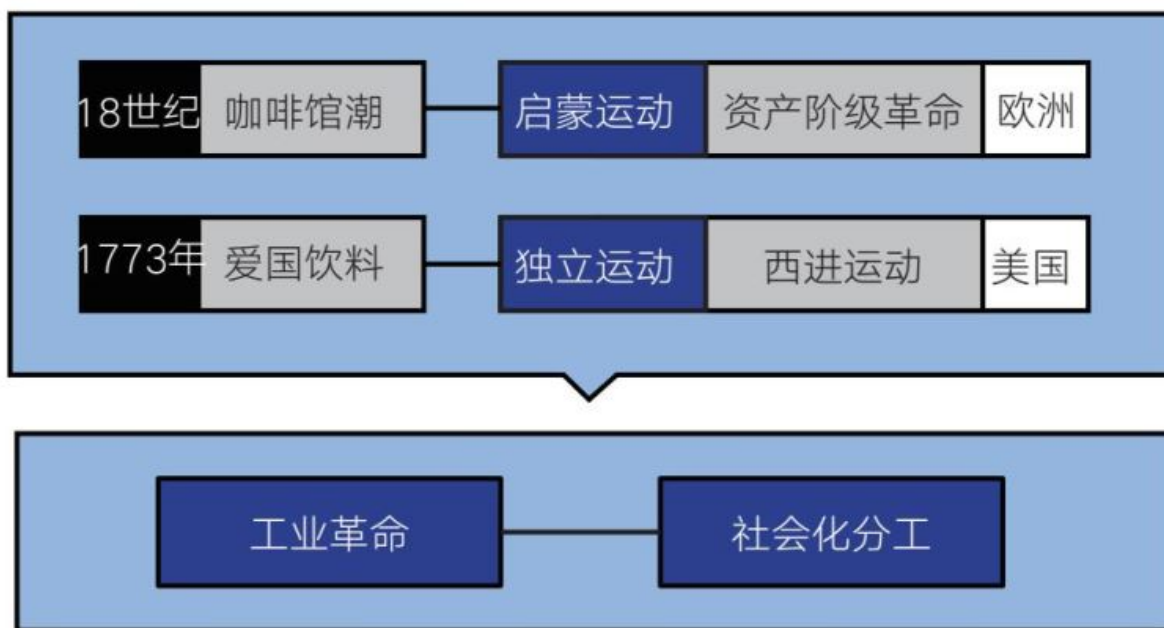 18世纪 咖啡馆潮 启蒙运动 资产阶级革命 欧洲
1773年 爱国饮料 独立运动 西进运动 美国
工业革命 社会化分工